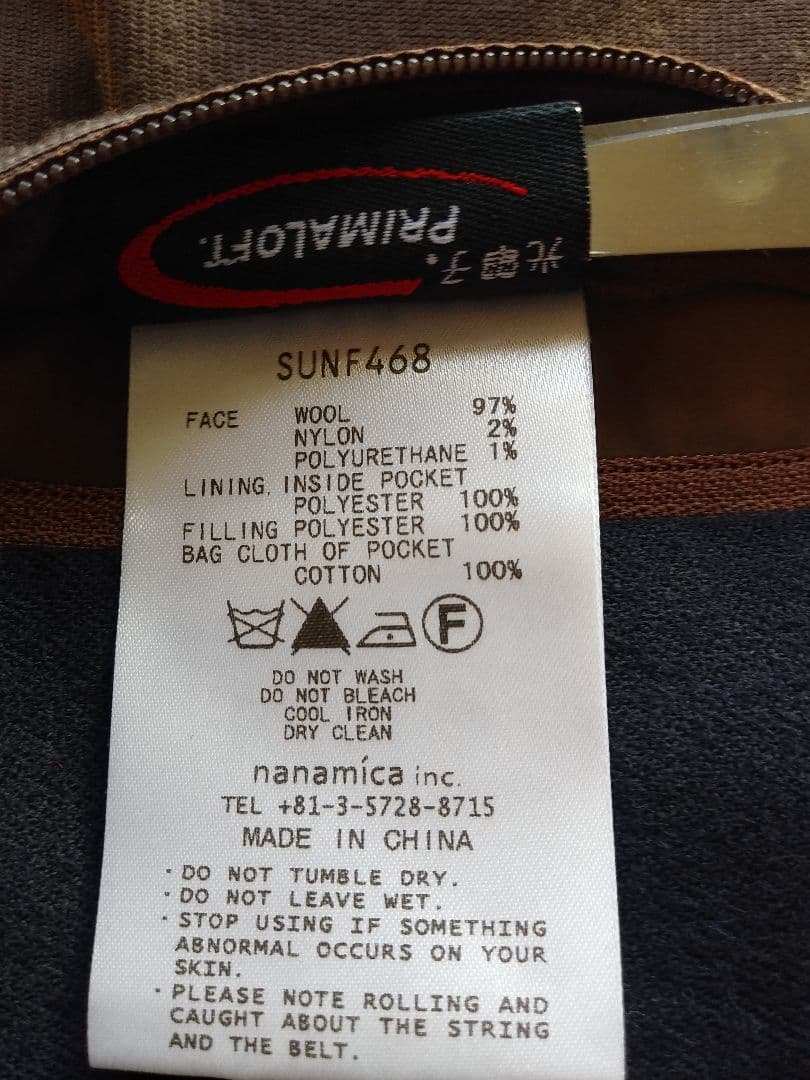 光電子.
PRIMALOFT.
SUNF468
FACE WOOL 97%
NYLON 2%
POLYURETHANE 1%
LINING, INSIDE POCKET
POLYESTER 100%
FILLING POLYESTER 100%
BAG CLOTH OF POCKET
COTTON 100%
F
DO NOT WASH
DO NOT BLEACH
COOL IRON
DRY CLEAN
nanamíca inc.
TEL +81-3-5728-8715
MADE IN CHINA
・DO NOT TUMBLE DRY.
・DO NOT LEAVE WET.
・STOP USING IF SOMETHING
ABNORMAL OCCURS ON YOUR
SKIN.
・PLEASE NOTE ROLLING AND
CAUGHT ABOUT THE STRING
AND THE BELT.